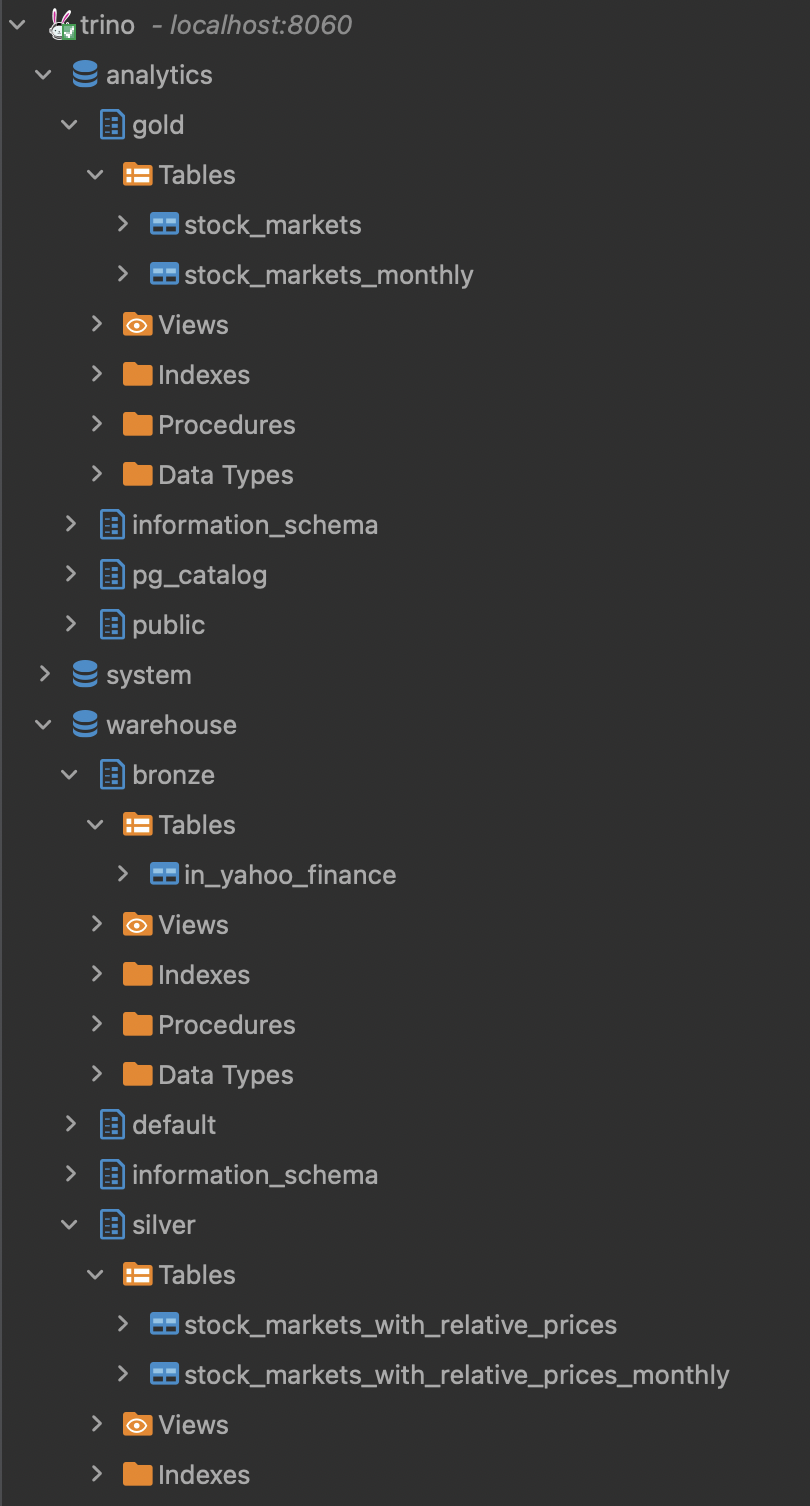 trino - localhost:8060
analytics
gold
Tables
stock_markets
stock_markets_monthly
Views
Indexes
Procedures
Data Types
information_schema
pg_catalog
public
system
warehouse
bronze
Tables
in_yahoo_finance
Views
Indexes
Procedures
Data Types
default
information_schema
silver
Tables
stock_markets_with_relative_prices
stock_markets_with_relative_prices_monthly
Views
Indexes